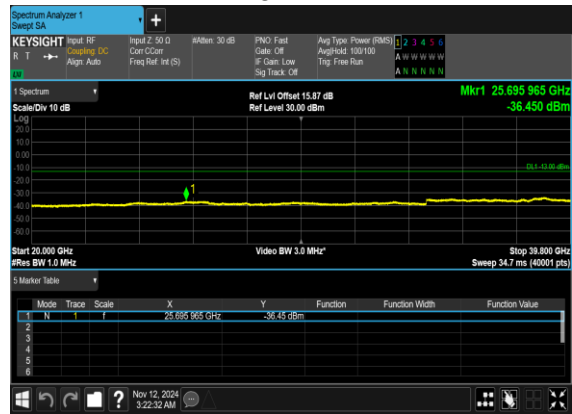 Spectrum Analyzer 1
Swept SA
+
KEYSIGHT Input: RF Input Z: 50 Ω #Atten: 30 dB PNO: Fast Avg Type: Power (RMS) 1 2 3 4 5 6
R T Coupling: DC Corr CCorr Gate: Off Avg|Hold: 100/100 A W W W W W
Align: Auto Freq Ref: Int (S) IF Gain: Low Trig: Free Run
LW Sig Track: Off A N N N N N
1 Spectrum Ref Lvl Offset 15.87 dB Mkr1 25.695 965 GHz
Scale/Div 10 dB Ref Level 30.00 dBm -36.450 dBm
Log
20.0
10.0
0.00
-10.0 DL1 -13.00 dBm
-20.0
-30.0 1
-40.0
-50.0
-60.0
Start 20.000 GHz Video BW 3.0 MHz* Stop 39.800 GHz
#Res BW 1.0 MHz Sweep 34.7 ms (40001 pts)
5 Marker Table
Mode Trace Scale X Y Function Function Width Function Value
1 N 1 f 25.695 965 GHz -36.45 dBm
2
3
4
5
6
? Nov 12, 2024
3:22:32 AM